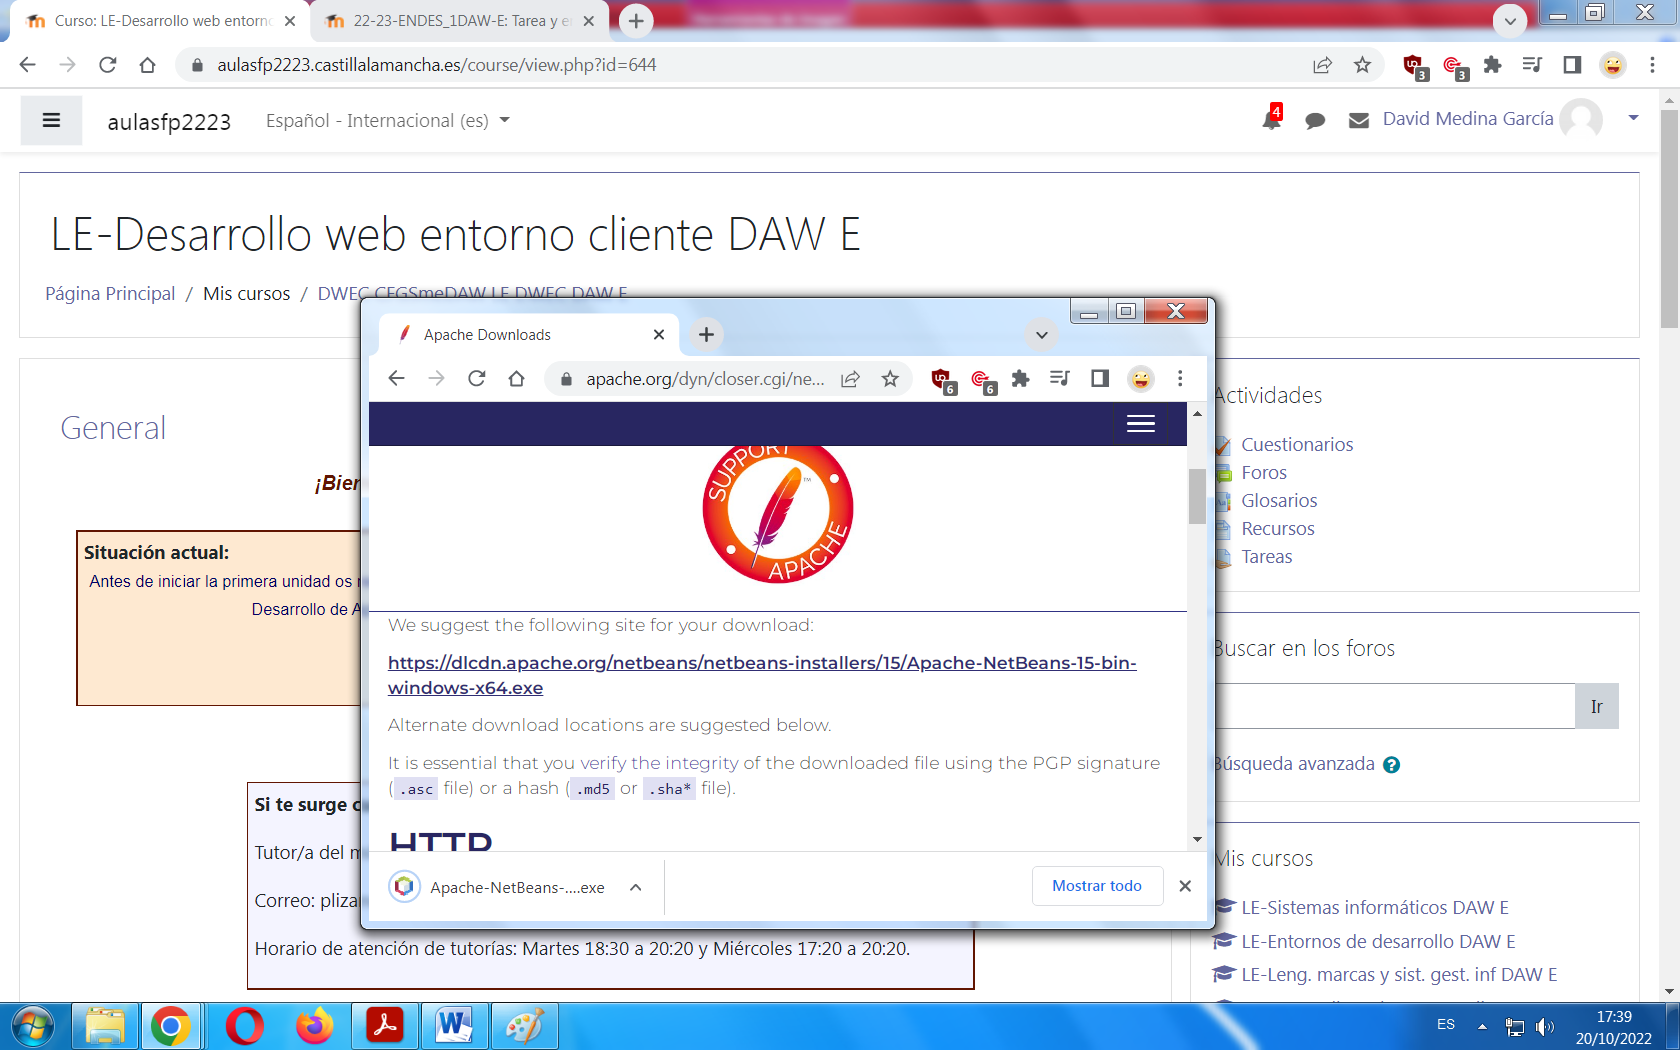 Curso: LE-Desarrollo web entorno
22-23-ENDES_1DAW-E: Tarea y e
aulasfp2223.castillalamancha.es/course/view.php?id=644
3
3
aulasfp2223
Español - Internacional (es)
4
David Medina García
LE-Desarrollo web entorno cliente DAW E
Página Principal / Mis cursos / DWEC CFGSmeDAW LE DWEC DAW E
General
¡Bien
Situación actual:
Antes de iniciar la primera unidad os
Desarrollo de A
Si te surge
Tutor/a del
Correo: pliza
Horario de atención de tutorías: Martes 18:30 a 20:20 y Miércoles 17:20 a 20:20.
Apache Downloads
apache.org/dyn/closer.cgi/ne...
6
6
SUPPORT
APACHE
TM
We suggest the following site for your download:
https://dlcdn.apache.org/netbeans/netbeans-installers/15/Apache-NetBeans-15-bin-
windows-x64.exe
Alternate download locations are suggested below.
It is essential that you verify the integrity of the downloaded file using the PGP signature
( .asc file) or a hash ( .md5 or .sha* file).
HTTP
Apache-NetBeans-....exe
Mostrar todo
Actividades
Cuestionarios
Foros
Glosarios
Recursos
Tareas
Buscar en los foros
Ir
Búsqueda avanzada
Mis cursos
LE-Sistemas informáticos DAW E
LE-Entornos de desarrollo DAW E
LE-Leng. marcas y sist. gest. inf DAW E
ES
17:39
20/10/2022